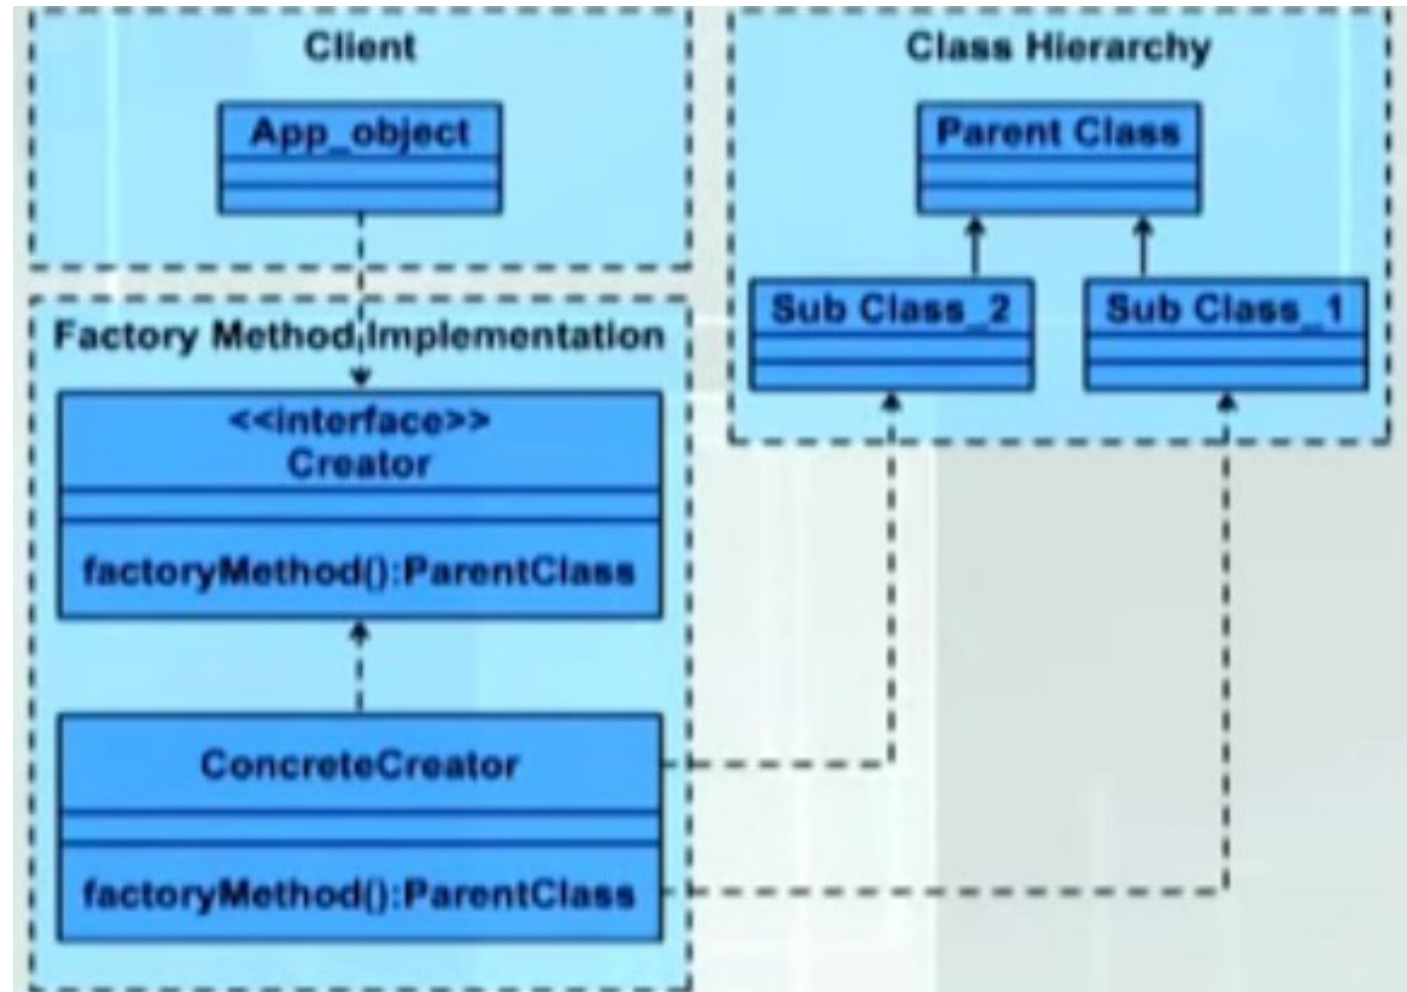 Client
App_object
Class Hierarchy
Parent Class
Sub Class_2
Sub Class_1
Factory Method Implementation
<<interface>>
Creator
factoryMethod():ParentClass
ConcreteCreator
factoryMethod():ParentClass